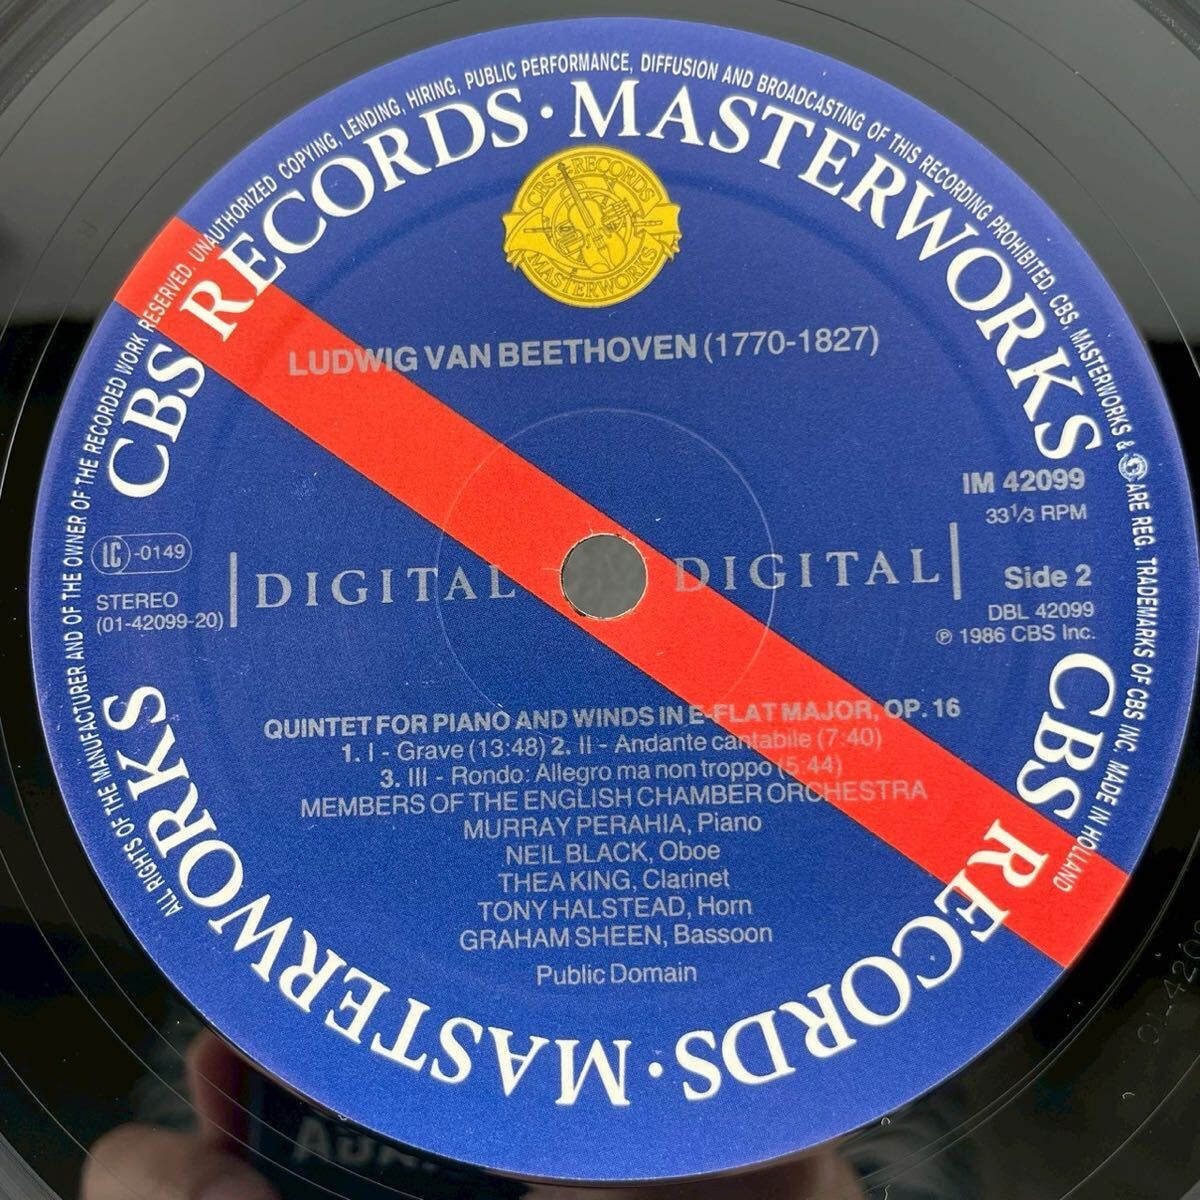 ALL RIGHTS OF THE MANUFACTURER AND OF THE OWNER OF THE RECORDED WORK RESERVED. UNAUTHORIZED COPYING, LENDING, HIRING, PUBLIC PERFORMANCE, DIFFUSION AND BROADCASTING OF THIS RECORDING PROHIBITED. CBS, MASTERWORKS & ARE REG. TRADEMARKS OF CBS INC. MADE IN HOLLAND
CBS RECORDS · MASTERWORKS
CBS RECORDS
MASTERWORKS
LUDWIG VAN BEETHOVEN (1770-1827)
IM 42099
33 1/3 RPM
LC -0149
STEREO
(01-42099-20)
DIGITAL DIGITAL
Side 2
DBL 42099
℗ 1986 CBS Inc.
QUINTET FOR PIANO AND WINDS IN E-FLAT MAJOR, OP. 16
1. I - Grave (13:48) 2. II - Andante cantabile (7:40)
3. III - Rondo: Allegro ma non troppo (5:44)
MEMBERS OF THE ENGLISH CHAMBER ORCHESTRA
MURRAY PERAHIA, Piano
NEIL BLACK, Oboe
THEA KING, Clarinet
TONY HALSTEAD, Horn
GRAHAM SHEEN, Bassoon
Public Domain
CBS RECORDS · MASTERWORKS